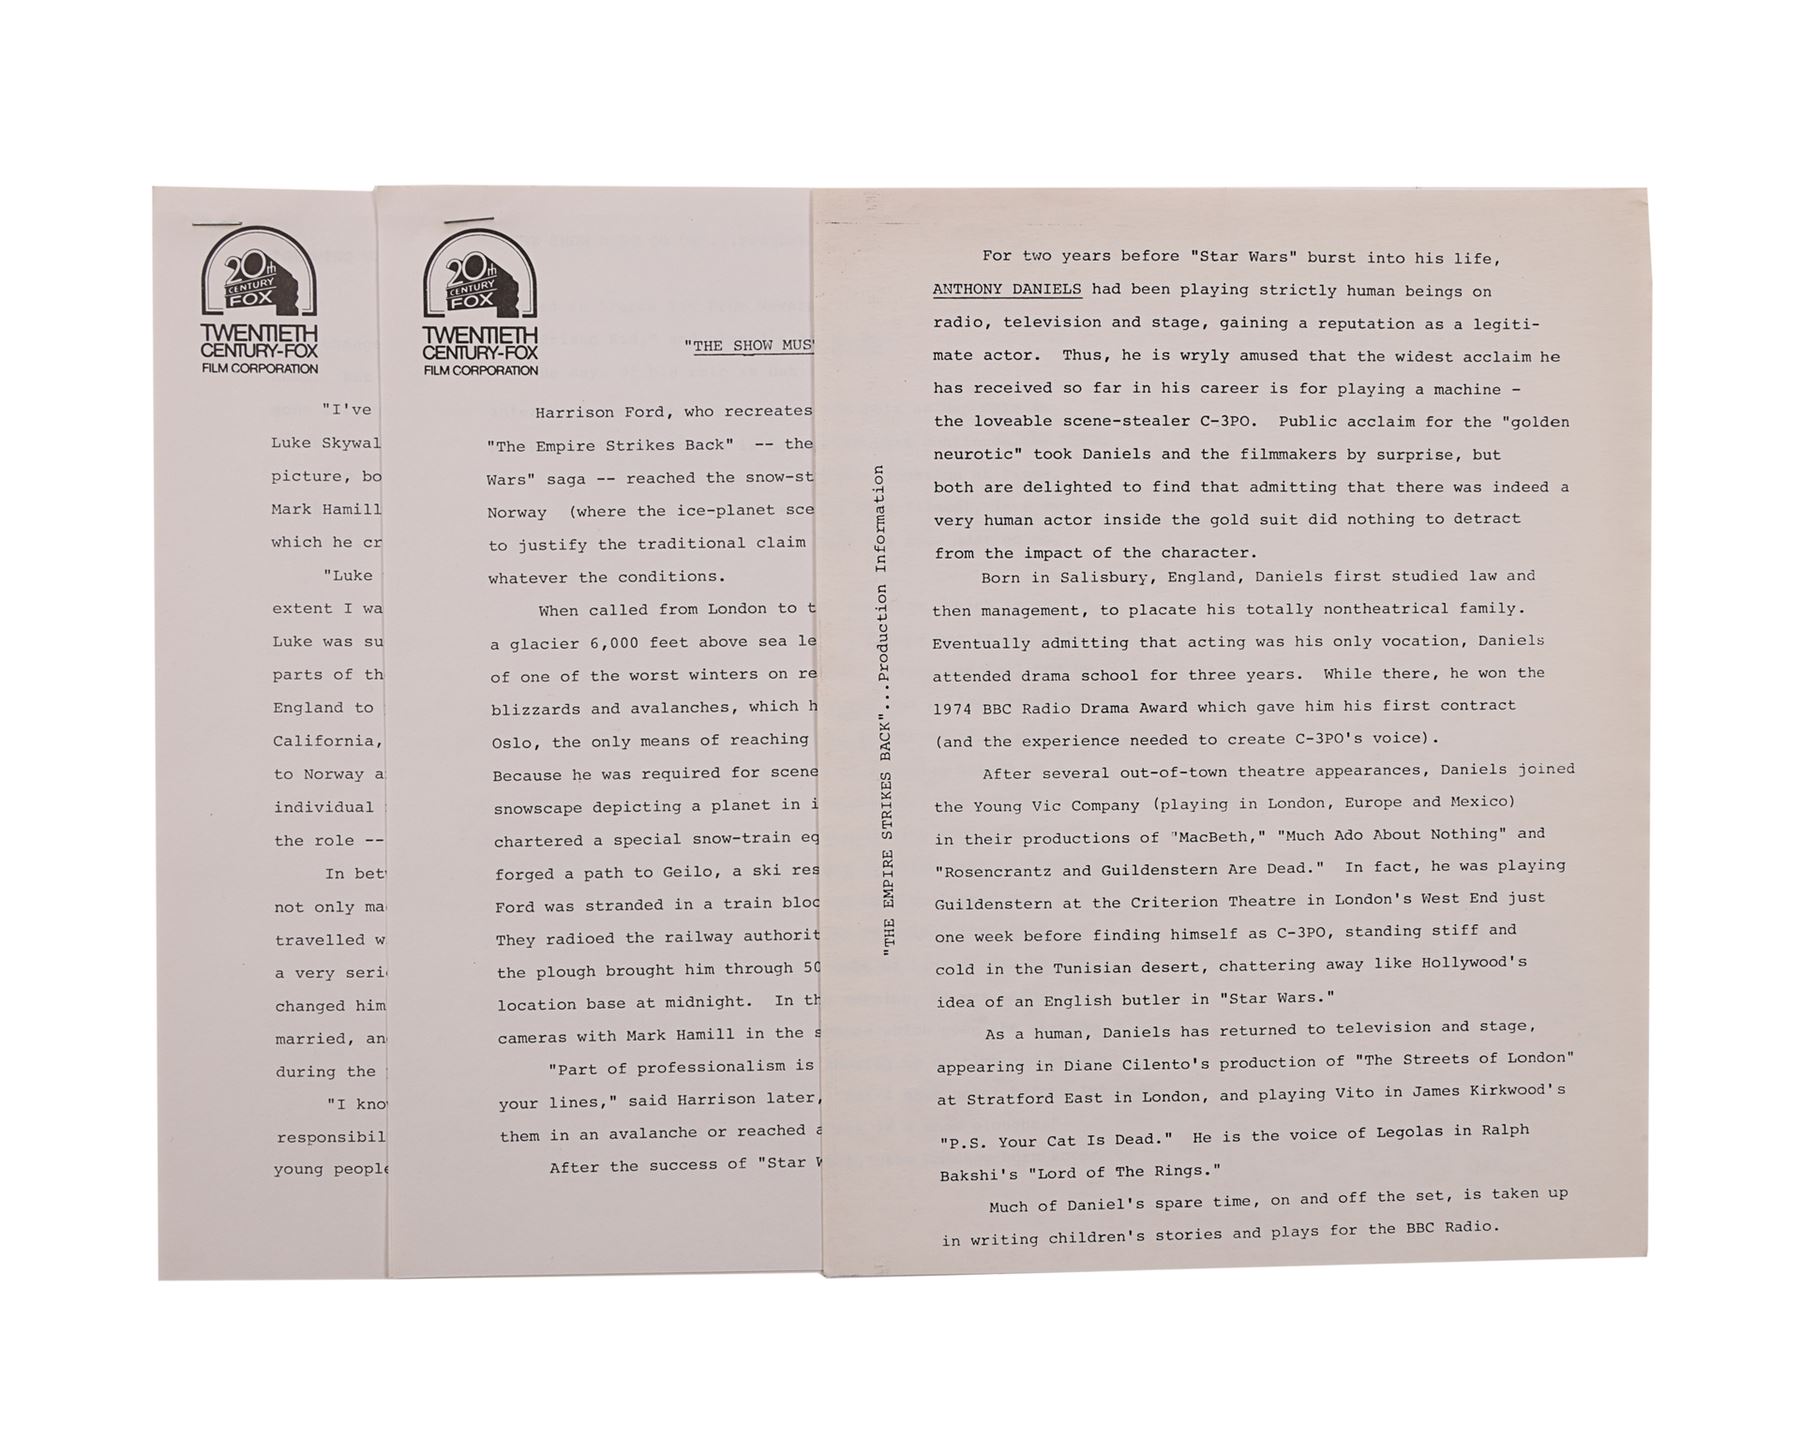 20th
CENTURY
FOX
TWENTIETH
CENTURY-FOX
FILM CORPORATION
"I've
Luke Skywal
picture, bo
Mark Hamill
which he cr
"Luke
extent I wa
Luke was su
parts of th
England to
California,
to Norway a
individual
the role --
In bet
not only ma
travelled w
a very seri
changed him
married, an
during the
"I kno
responsibil
young people
20th
CENTURY
FOX
TWENTIETH
CENTURY-FOX
FILM CORPORATION
"THE SHOW MUS
Harrison Ford, who recreates
"The Empire Strikes Back"  -- the
Wars" saga -- reached the snow-st
Norway  (where the ice-planet sce
to justify the traditional claim
whatever the conditions.
When called from London to t
a glacier 6,000 feet above sea le
of one of the worst winters on re
blizzards and avalanches, which h
Oslo, the only means of reaching
Because he was required for scene
snowscape depicting a planet in i
chartered a special snow-train eq
forged a path to Geilo, a ski res
Ford was stranded in a train bloc
They radioed the railway authorit
the plough brought him through 50
location base at midnight.  In th
cameras with Mark Hamill in the s
"Part of professionalism is
your lines," said Harrison later,
them in an avalanche or reached a
After the success of "Star W
"THE EMPIRE STRIKES BACK"...Production Information
For two years before "Star Wars" burst into his life,
ANTHONY DANIELS had been playing strictly human beings on
radio, television and stage, gaining a reputation as a legiti-
mate actor.  Thus, he is wryly amused that the widest acclaim he
has received so far in his career is for playing a machine -
the loveable scene-stealer C-3PO.  Public acclaim for the "golden
neurotic" took Daniels and the filmmakers by surprise, but
both are delighted to find that admitting that there was indeed a
very human actor inside the gold suit did nothing to detract
from the impact of the character.
Born in Salisbury, England, Daniels first studied law and
then management, to placate his totally nontheatrical family.
Eventually admitting that acting was his only vocation, Daniels
attended drama school for three years.  While there, he won the
1974 BBC Radio Drama Award which gave him his first contract
(and the experience needed to create C-3PO's voice).
After several out-of-town theatre appearances, Daniels joined
the Young Vic Company (playing in London, Europe and Mexico)
in their productions of "MacBeth," "Much Ado About Nothing" and
"Rosencrantz and Guildenstern Are Dead."  In fact, he was playing
Guildenstern at the Criterion Theatre in London's West End just
one week before finding himself as C-3PO, standing stiff and
cold in the Tunisian desert, chattering away like Hollywood's
idea of an English butler in "Star Wars."
As a human, Daniels has returned to television and stage,
appearing in Diane Cilento's production of "The Streets of London"
at Stratford East in London, and playing Vito in James Kirkwood's
"P.S. Your Cat Is Dead."  He is the voice of Legolas in Ralph
Bakshi's "Lord of The Rings."
Much of Daniel's spare time, on and off the set, is taken up
in writing children's stories and plays for the BBC Radio.